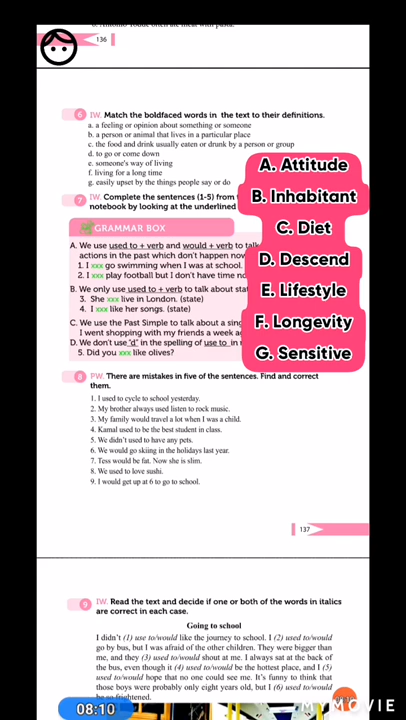 136
6 IW. Match the boldfaced words in the text to their definitions.
a. a feeling or opinion about something or someone
b. a person or animal that lives in a particular place
c. the food and drink usually eaten or drunk by a person or group
d. to go or come down
e. someone's way of living
f. living for a long time
g. easily upset by the things people say or do
A. Attitude
B. Inhabitant
C. Diet
D. Descend
E. Lifestyle
F. Longevity
G. Sensitive
7 IW. Complete the sentences (1-5) from
notebook by looking at the underlined
GRAMMAR BOX
A. We use used to + verb and would + verb to talk
actions in the past which don't happen now
1. I xxx go swimming when I was at school.
2. I xxx play football but I don't have time
B. We only use used to + verb to talk about
3. She xxx live in London. (state)
4. I xxx like her songs. (state)
C. We use the Past Simple to talk about a
I went shopping with my friends a week
D. We don't use "d" in the spelling of use to in
5. Did you xxx like olives?
8 PW. There are mistakes in five of the sentences. Find and correct
them.
1. I used to cycle to school yesterday.
2. My brother always used listen to rock music.
3. My family would travel a lot when I was a child.
4. Kamal used to be the best student in class.
5. We didn't used to have any pets.
6. We would go skiing in the holidays last year.
7. Tess would be fat. Now she is slim.
8. We used to love sushi.
9. I would get up at 6 to go to school.
137
9 IW. Read the text and decide if one or both of the words in italics
are correct in each case.
Going to school
I didn't (1) use to/would like the journey to school. I (2) used to/would
go by bus, but I was afraid of the other children. They were bigger than
me, and they (3) used to/would shout at me. I always sat at the back of
the bus, even though it (4) used to/would be the hottest place, and I (5)
used to/would hope that no one could see me. It's funny to think that
those boys were probably only eight years old, but I (6) used to/would
be so frightened.
08:10
MYMOVIE